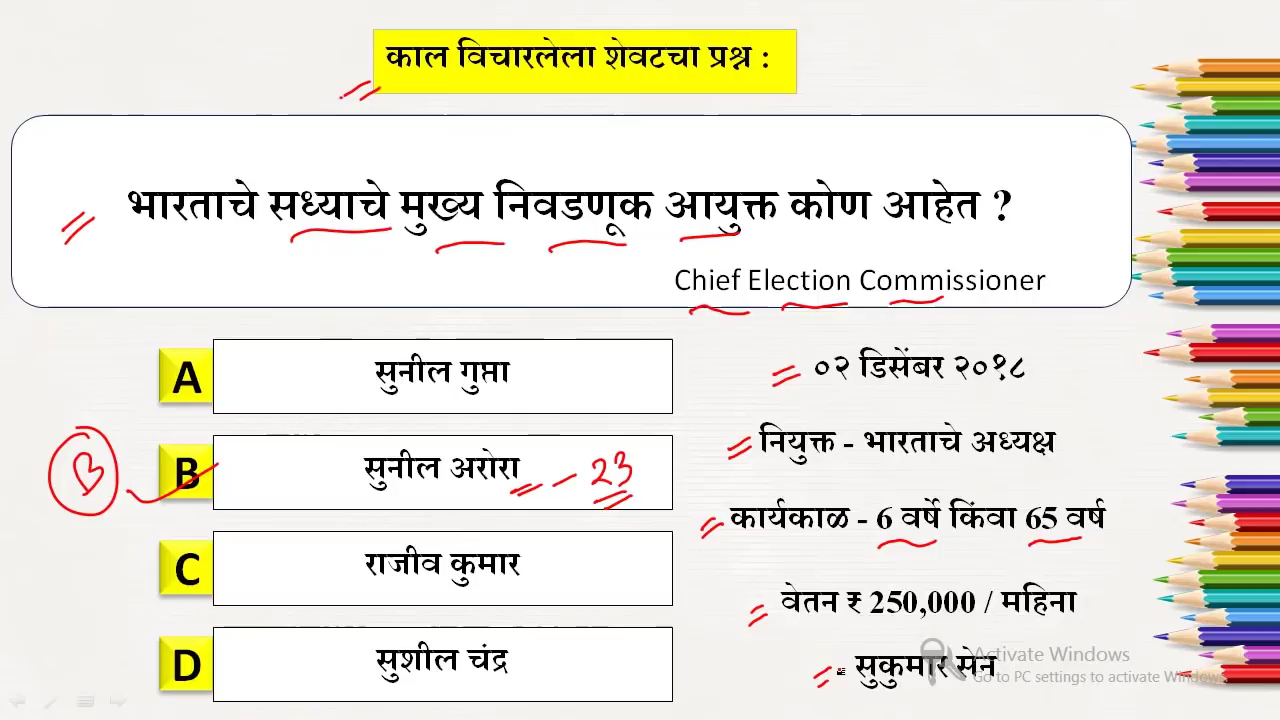 काल विचारलेला शेवटचा प्रश्न :
भारताचे सध्याचे मुख्य निवडणूक आयुक्त कोण आहेत ?
Chief Election Commissioner
A सुनील गुप्ता
B B सुनील अरोरा - 23
C राजीव कुमार
D सुशील चंद्र
०२ डिसेंबर २०१८
नियुक्त - भारताचे अध्यक्ष
कार्यकाळ - 6 वर्षे किंवा 65 वर्ष
वेतन ₹ 250,000 / महिना
- सुकुमार सेन
Activate Windows
Go to PC settings to activate Windows.